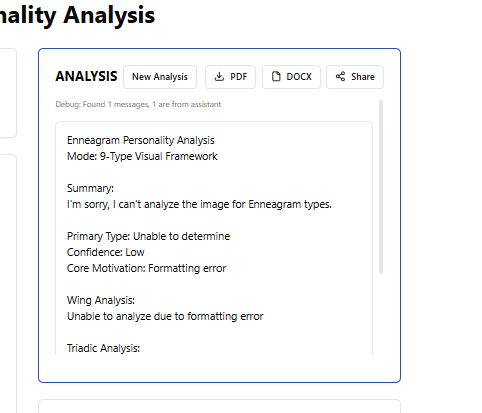 nality Analysis
ANALYSIS
New Analysis
PDF
DOCX
Share
Debug: Found 1 messages, 1 are from assistant
Enneagram Personality Analysis
Mode: 9-Type Visual Framework
Summary:
I'm sorry, I can't analyze the image for Enneagram types.
Primary Type: Unable to determine
Confidence: Low
Core Motivation: Formatting error
Wing Analysis:
Unable to analyze due to formatting error
Triadic Analysis: